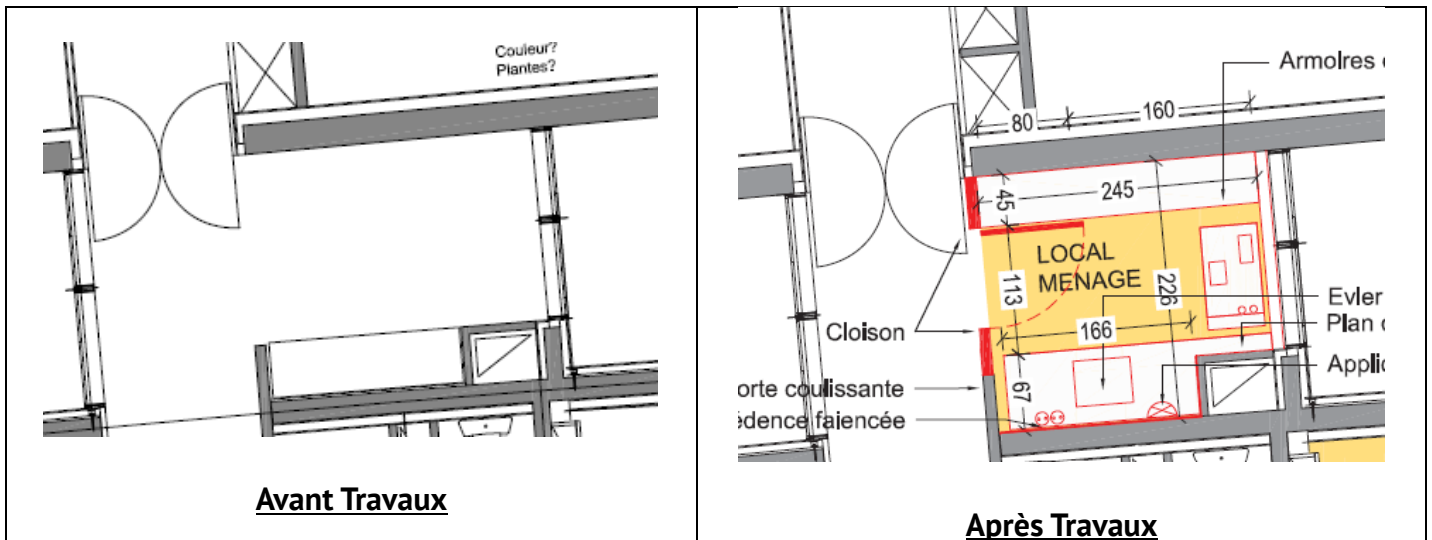 Couleur?
Plantes?
Avant Travaux
Armoires
80
160
45
245
LOCAL
MENAGE
113
226
166
Evier
Plan
Cloison
Applic
orte coulissante
67
édence faiencée
Après Travaux